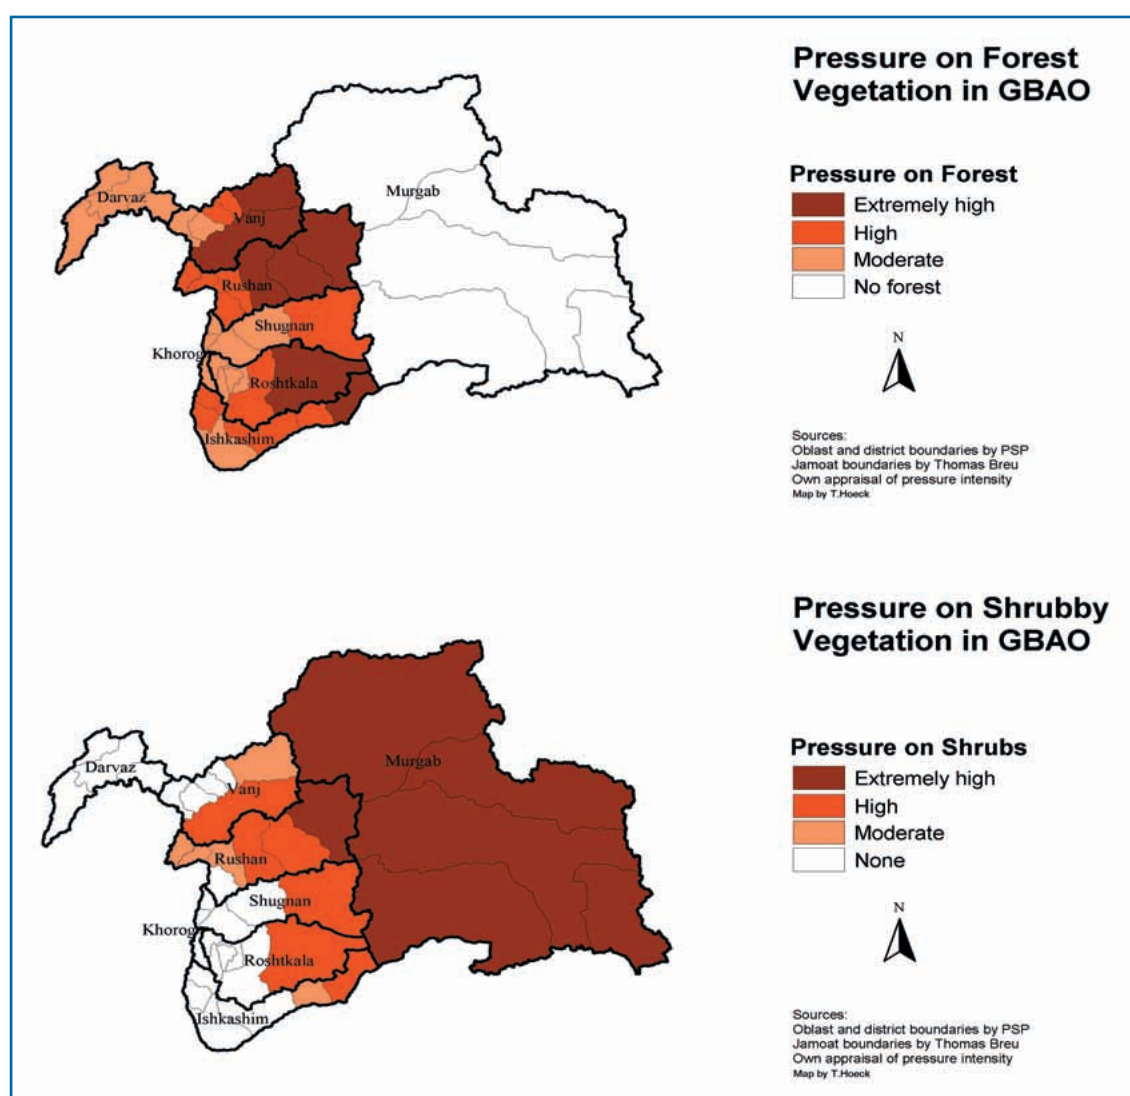 Pressure on Forest
Vegetation in GBAO
Pressure on Forest
Extremely high
High
Moderate
No forest
N
Sources:
Oblast and district boundaries by PSP
Jamoat boundaries by Thomas Breu
Own appraisal of pressure intensity
Map by T.Hoeck
Murgab
Darvaz
Vanj
Rushan
Shugnan
Khorog
Roshtkala
Ishkashim
Pressure on Shrubby
Vegetation in GBAO
Pressure on Shrubs
Extremely high
High
Moderate
None
N
Sources:
Oblast and district boundaries by PSP
Jamoat boundaries by Thomas Breu
Own appraisal of pressure intensity
Map by T.Hoeck
Murgab
Darvaz
Vanj
Rushan
Shugnan
Khorog
Roshtkala
Ishkashim